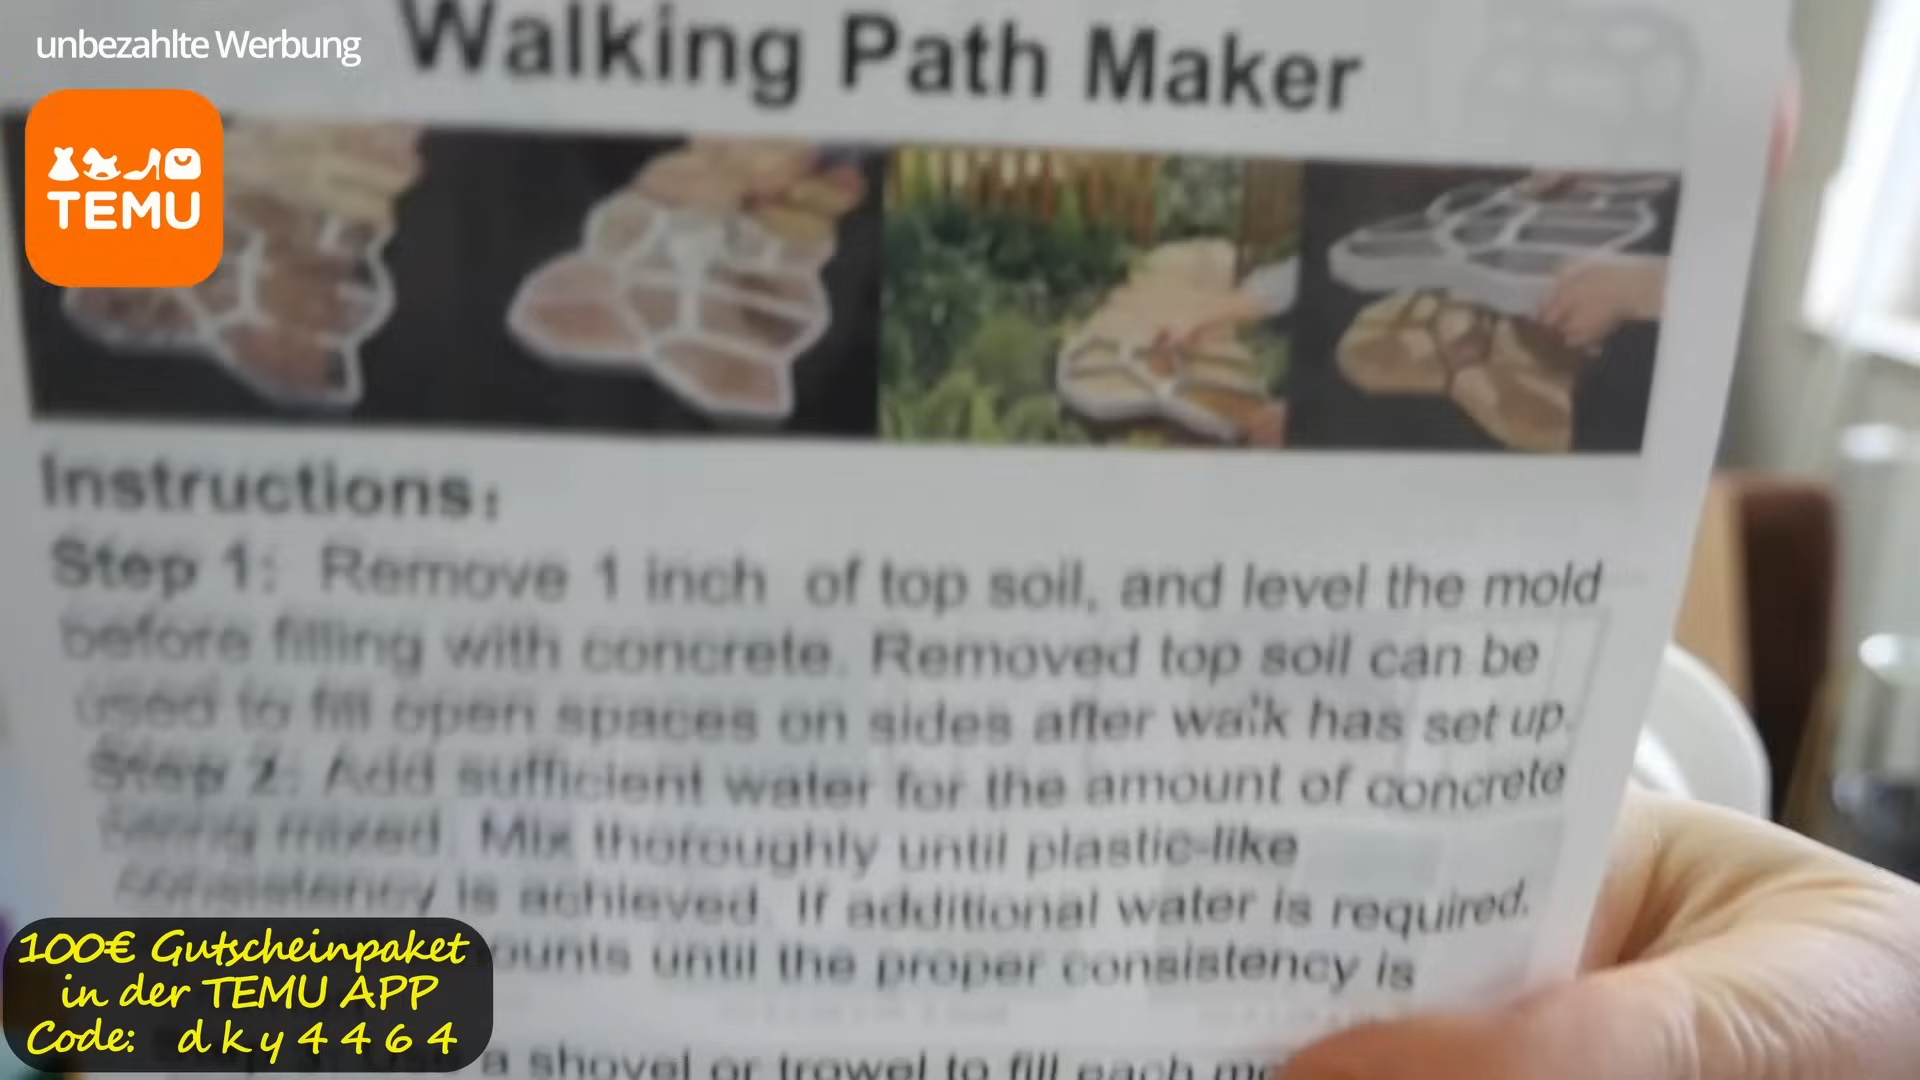 unbezahlte Werbung
Walking Path Maker
TEMU
Instructions:
Step 1: Remove 1 inch of top soil, and level the mold
before filling with concrete. Removed top soil can be
used to fill open spaces on sides after walk has set up.
Step 2: Add sufficient water for the amount of concrete
being mixed. Mix thoroughly until plastic-like
consistency is achieved. If additional water is required.
until the proper consistency is
a shovel or trowel to fill each
100€ Gutscheinpaket
in der TEMU APP
Code: dky4464